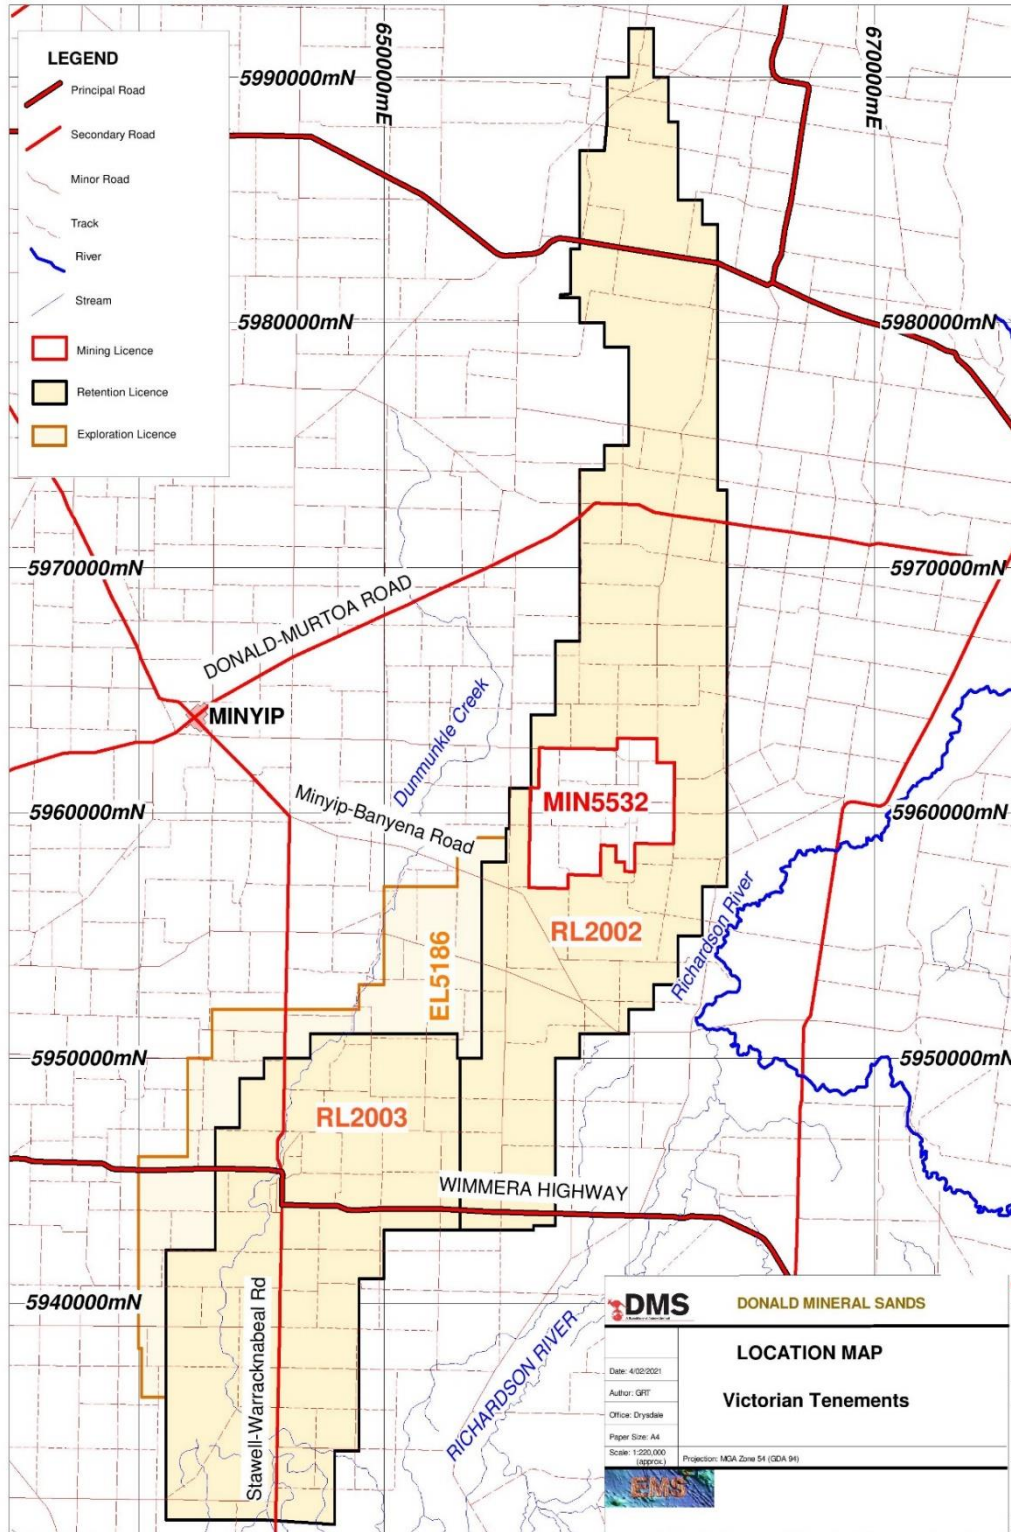 LEGEND
Principal Road
Secondary Road
Minor Road
Track
River
Stream
Mining Licence
Retention Licence
Exploration Licence
650000mE
670000mE
5990000mN
5980000mN
5980000mN
5970000mN
5970000mN
DONALD-MURTOA ROAD
MINYIP
Dunmunkle Creek
Minyip-Banyena Road
MIN5532
5960000mN
5960000mN
RL2002
Richardson River
EL5186
5950000mN
5950000mN
RL2003
WIMMERA HIGHWAY
5940000mN
Stawell-Warracknabeal Rd
RICHARDSON RIVER
DMS
DONALD MINERAL SANDS
LOCATION MAP
Victorian Tenements
Date: 4/02/2021
Author: GRT
Office: Drysdale
Paper Size: A4
Scale: 1:220,000
(approx.)
Projection: MGA Zone 54 (GDA 94)
EMS